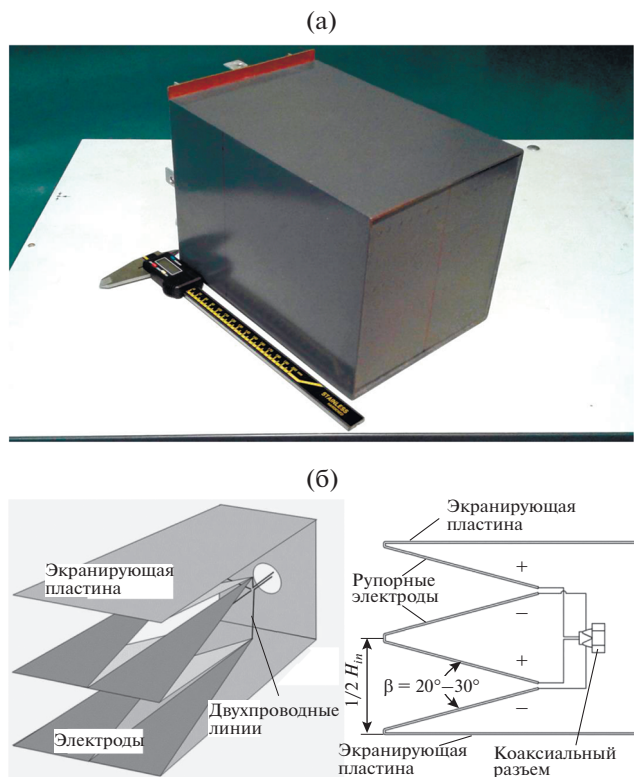 (а)
STAINLESS
HARDENED
(б)
Экранирующая
пластина
Электроды
Двухпроводные
линии
Экранирующая
пластина
Рупорные
электроды
+
−
+
−
1/2 H_in
β = 20°−30°
Экранирующая
пластина
Коаксиальный
разъем